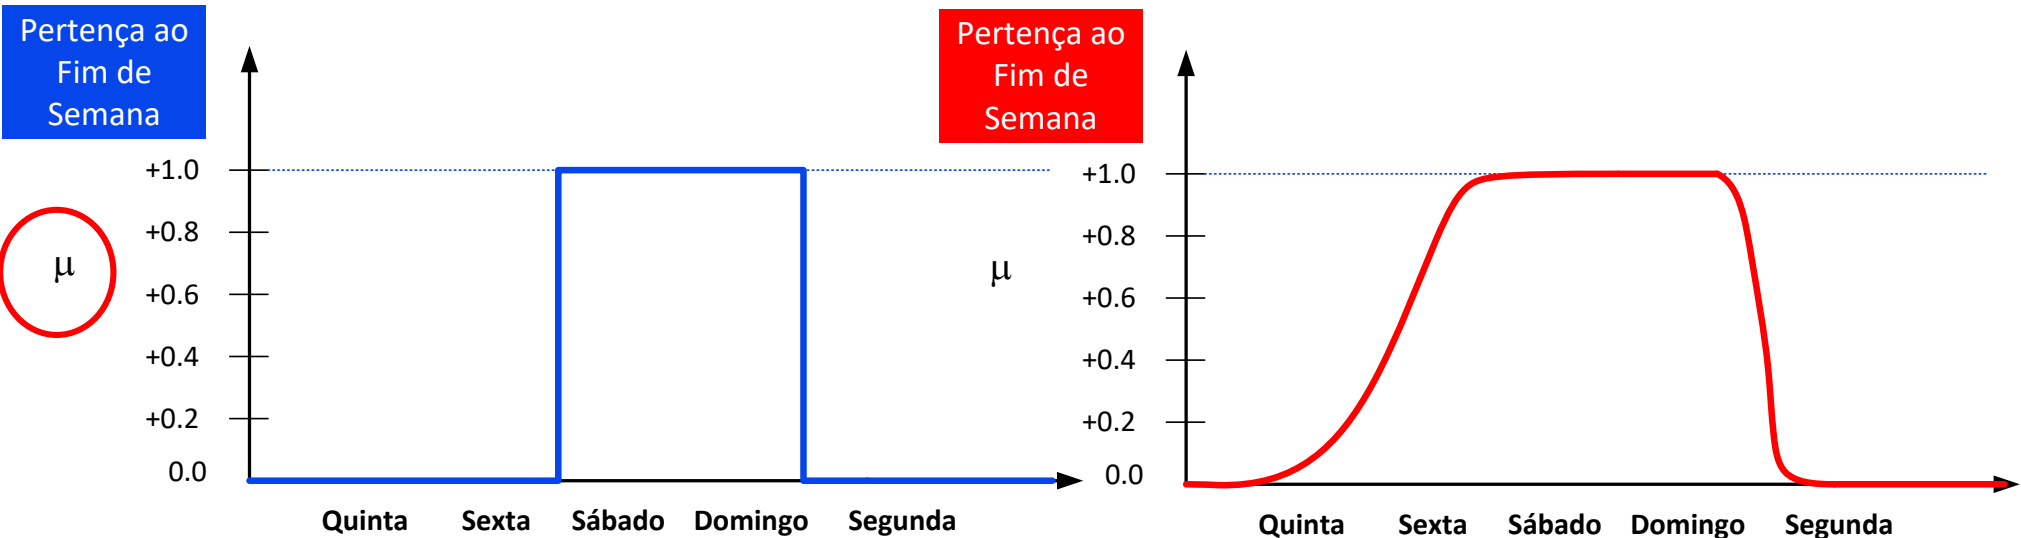 Pertença ao
Fim de
Semana
+1.0
+0.8
μ
+0.6
+0.4
+0.2
0.0
Quinta Sexta Sábado Domingo Segunda
Pertença ao
Fim de
Semana
+1.0
+0.8
μ
+0.6
+0.4
+0.2
0.0
Quinta Sexta Sábado Domingo Segunda